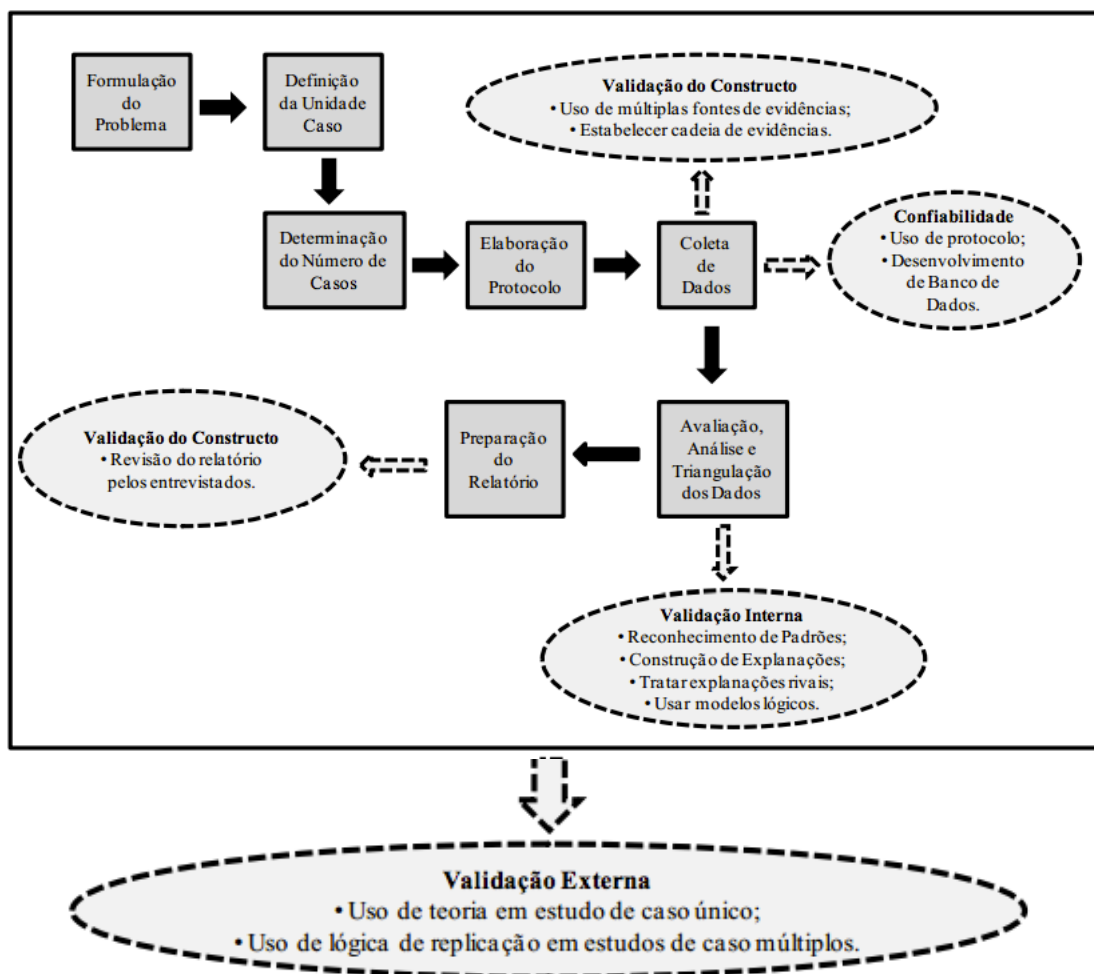 Formulação
do
Problema
Definição
da Unidade
Caso
Validação do Constructo
• Uso de múltiplas fontes de evidências;
• Estabelecer cadeia de evidências.
Determinação
do Número de
Casos
Elaboração
do
Protocolo
Coleta
de
Dados
Confiabilidade
• Uso de protocolo;
• Desenvolvimento
de Banco de
Dados.
Validação do Constructo
• Revisão do relatório
pelos entrevistados.
Preparação
do
Relatório
Avaliação,
Análise e
Triangulação
dos Dados
Validação Interna
• Reconhecimento de Padrões;
• Construção de Explanações;
• Tratar explanações rivais;
• Usar modelos lógicos.
Validação Externa
• Uso de teoria em estudo de caso único;
• Uso de lógica de replicação em estudos de caso múltiplos.